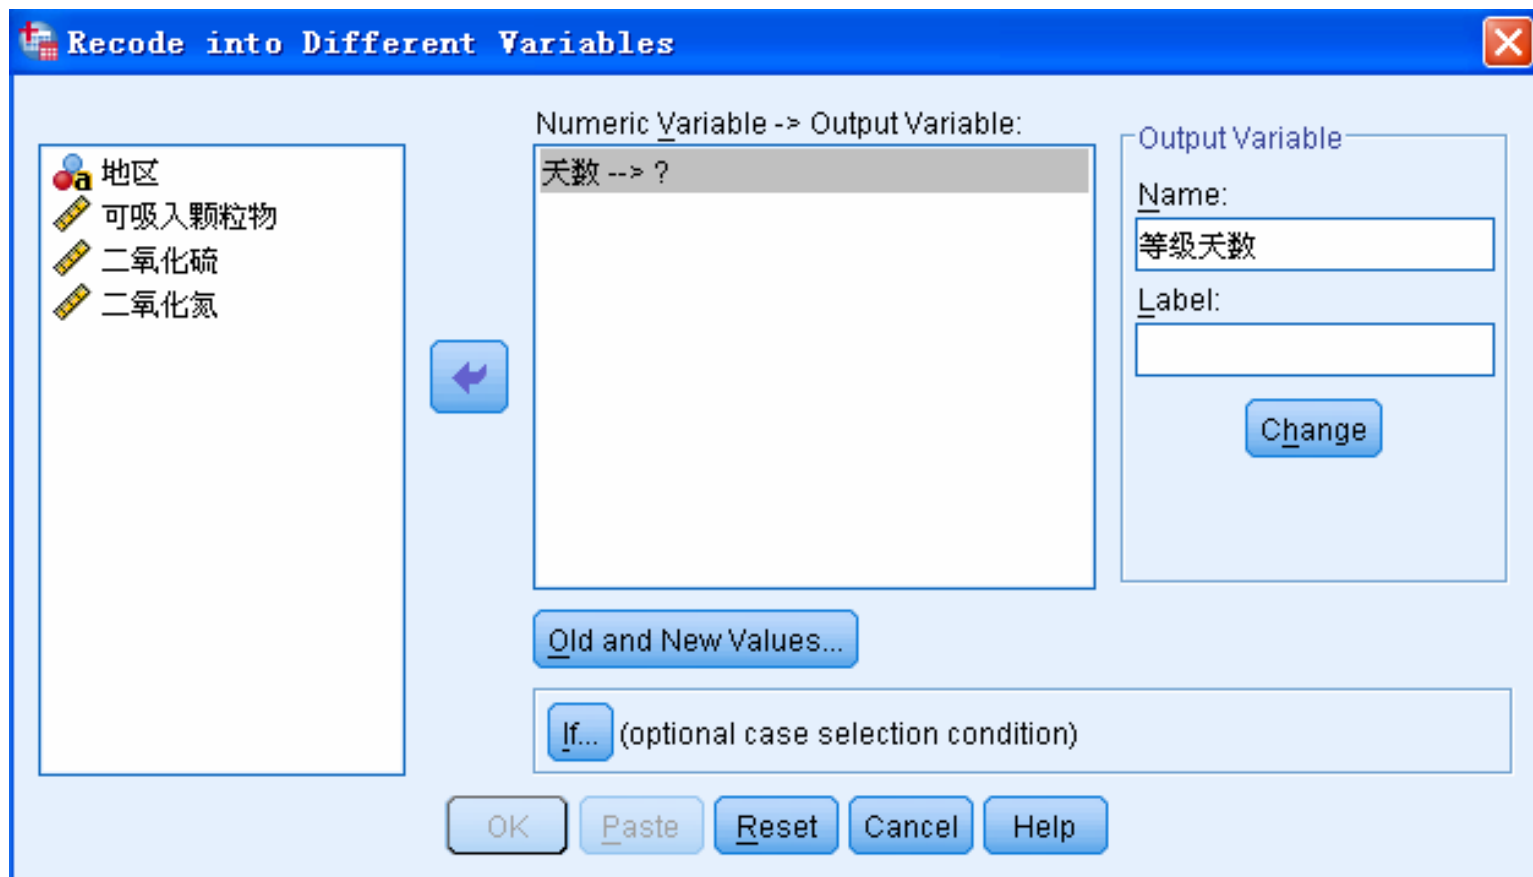 Recode into Different Variables
Numeric Variable -> Output Variable:
地区
可吸入颗粒物
二氧化硫
二氧化氮
天数 --> ?
Output Variable
Name:
等级天数
Label:
Change
Old and New Values...
If... (optional case selection condition)
OK Paste Reset Cancel Help